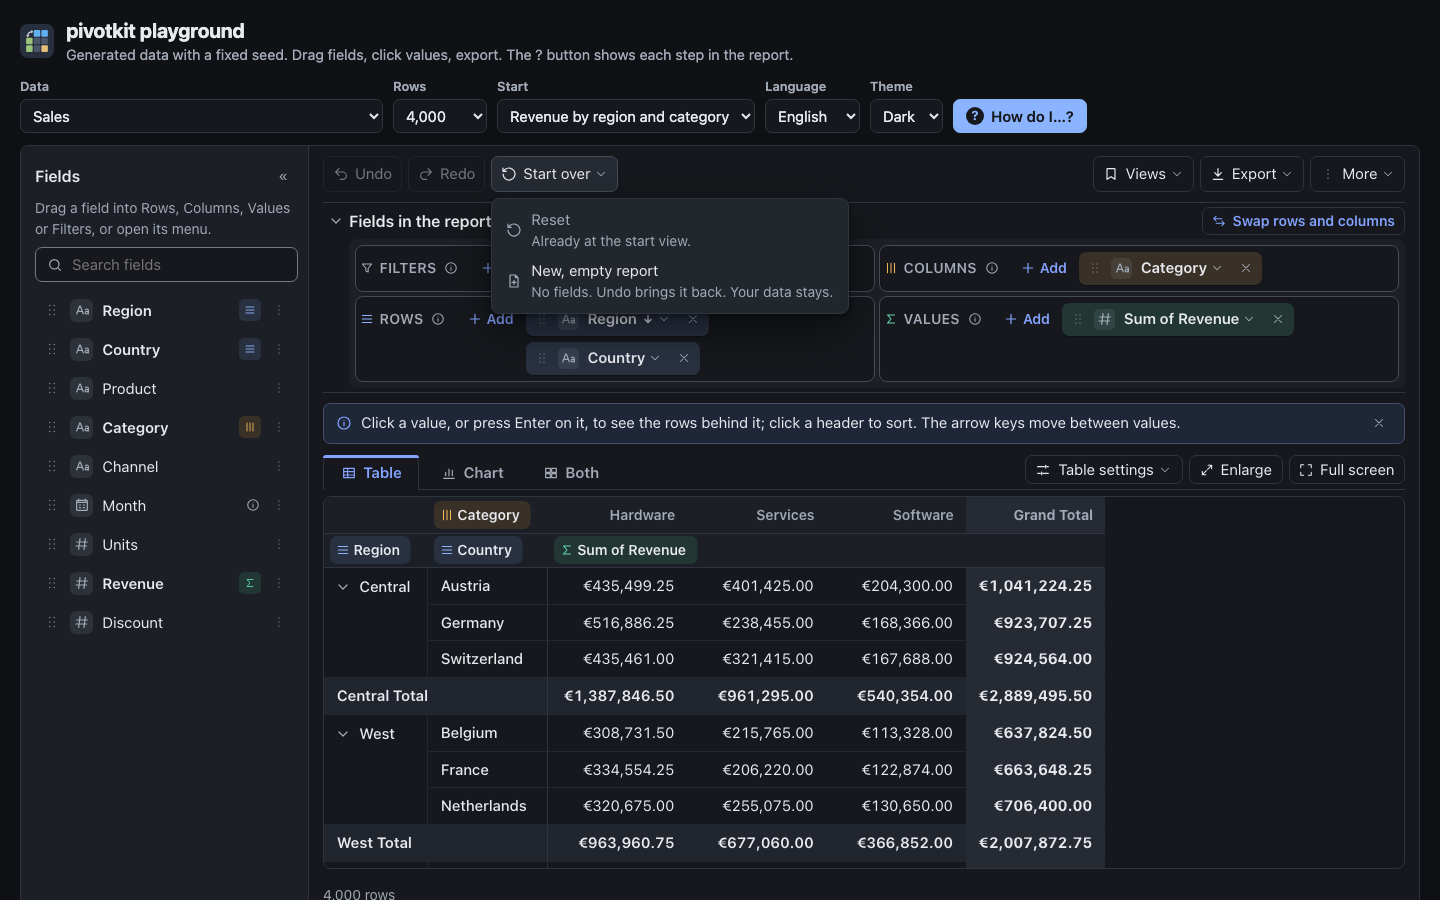 pivotkit playground
Generated data with a fixed seed. Drag fields, click values, export. The ? button shows each step in the report.
Data Rows Start Language Theme
Sales 4,000 Revenue by region and category English Dark ? How do I...?
Fields «
Drag a field into Rows, Columns, Values
or Filters, or open its menu.
Search fields
Aa Region
Aa Country
Aa Product
Aa Category
Aa Channel
Month
# Units
# Revenue Σ
# Discount
Undo Redo Start over Views Export More
Reset
Already at the start view.
New, empty report
No fields. Undo brings it back. Your data stays.
Fields in the report Swap rows and columns
FILTERS + COLUMNS + Add Aa Category ×
ROWS + Add Aa Region ↓ × Σ VALUES + Add # Sum of Revenue ×
Aa Country ×
Click a value, or press Enter on it, to see the rows behind it; click a header to sort. The arrow keys move between values. ×
Table Chart Both Table settings Enlarge Full screen
Category Hardware Services Software Grand Total
Region Country Σ Sum of Revenue
Central Austria €435,499.25 €401,425.00 €204,300.00 €1,041,224.25
Germany €516,886.25 €238,455.00 €168,366.00 €923,707.25
Switzerland €435,461.00 €321,415.00 €167,688.00 €924,564.00
Central Total €1,387,846.50 €961,295.00 €540,354.00 €2,889,495.50
West Belgium €308,731.50 €215,765.00 €113,328.00 €637,824.50
France €334,554.25 €206,220.00 €122,874.00 €663,648.25
Netherlands €320,675.00 €255,075.00 €130,650.00 €706,400.00
West Total €963,960.75 €677,060.00 €366,852.00 €2,007,872.75
4,000 rows